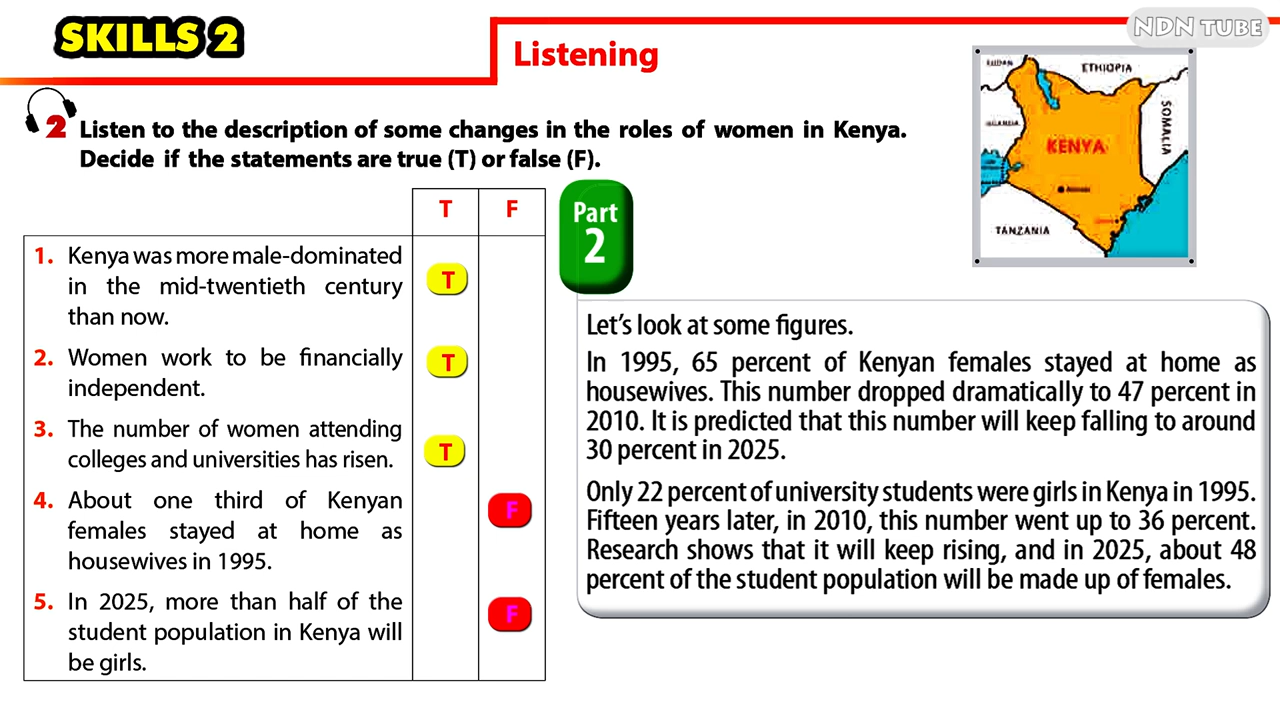 SKILLS 2
Listening
NDN TUBE
2 Listen to the description of some changes in the roles of women in Kenya.
Decide if the statements are true (T) or false (F).
ETHIOPIA
SOMALIA
KENYA
TANZANIA
T F
1. Kenya was more male-dominated
in the mid-twentieth century
than now.
T
2. Women work to be financially
independent.
T
3. The number of women attending
colleges and universities has risen.
T
4. About one third of Kenyan
females stayed at home as
housewives in 1995.
F
5. In 2025, more than half of the
student population in Kenya will
be girls.
F
Part
2
Let's look at some figures.
In 1995, 65 percent of Kenyan females stayed at home as
housewives. This number dropped dramatically to 47 percent in
2010. It is predicted that this number will keep falling to around
30 percent in 2025.
Only 22 percent of university students were girls in Kenya in 1995.
Fifteen years later, in 2010, this number went up to 36 percent.
Research shows that it will keep rising, and in 2025, about 48
percent of the student population will be made up of females.